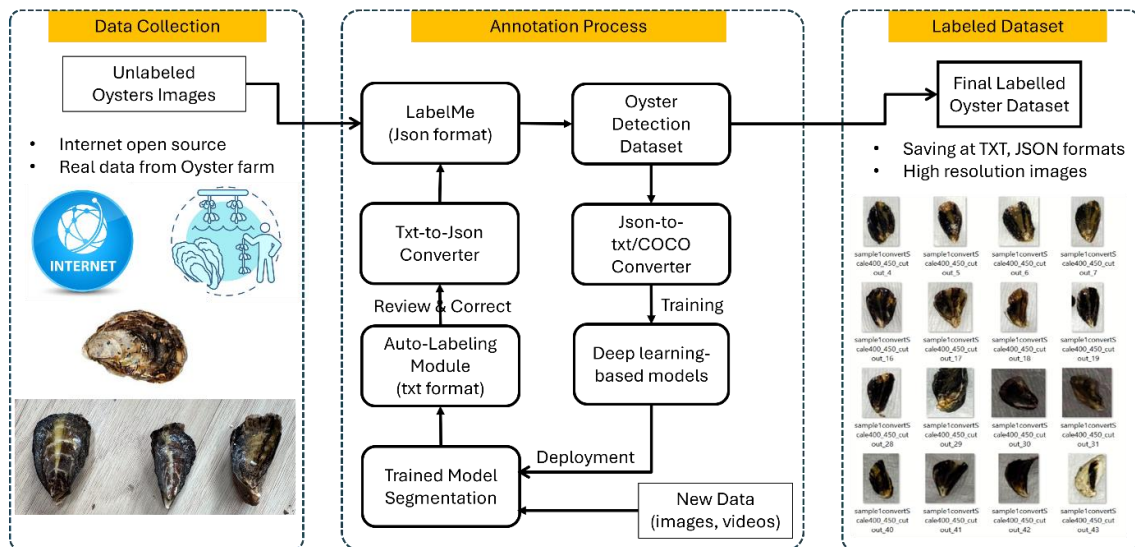 Data Collection
Unlabeled
Oysters Images
• Internet open source
• Real data from Oyster farm
INTERNET
Annotation Process
LabelMe
(Json format)
Oyster
Detection
Dataset
Txt-to-Json
Converter
Json-to-
txt/COCO
Converter
Review & Correct
Training
Auto-Labeling
Module
(txt format)
Deep learning-
based models
Deployment
Trained Model
Segmentation
New Data
(images, videos)
Labeled Dataset
Final Labelled
Oyster Dataset
• Saving at TXT, JSON formats
• High resolution images
sample1convertS
cale400_450_cut
out_4
sample1convertS
cale400_450_cut
out_5
sample1convertS
cale400_450_cut
out_6
sample1convertS
cale400_450_cut
out_7
sample1convertS
cale400_450_cut
out_16
sample1convertS
cale400_450_cut
out_17
sample1convertS
cale400_450_cut
out_18
sample1convertS
cale400_450_cut
out_19
sample1convertS
cale400_450_cut
out_28
sample1convertS
cale400_450_cut
out_29
sample1convertS
cale400_450_cut
out_30
sample1convertS
cale400_450_cut
out_31
sample1convertS
cale400_450_cut
out_40
sample1convertS
cale400_450_cut
out_41
sample1convertS
cale400_450_cut
out_42
sample1convertS
cale400_450_cut
out_43